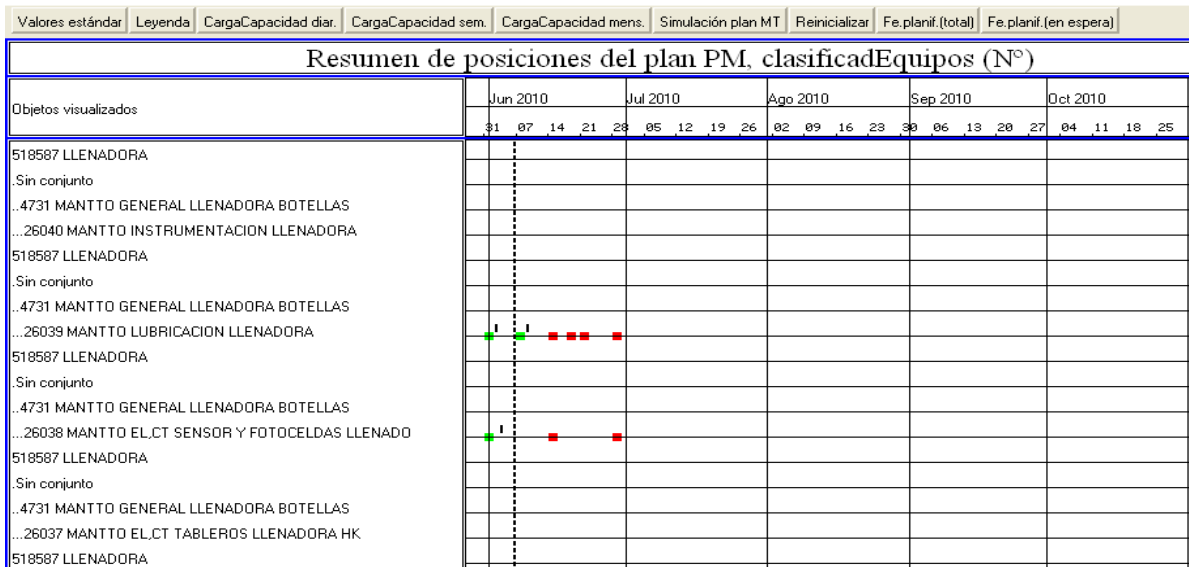 Valores estándar Leyenda CargaCapacidad diar. CargaCapacidad sem. CargaCapacidad mens. Simulación plan MT Reinicializar Fe.planif.(total) Fe.planif.(en espera)
Resumen de posiciones del plan PM, clasificadEquipos (N°)
Objetos visualizados
Jun 2010 Jul 2010 Ago 2010 Sep 2010 Oct 2010
31 07 14 21 28 05 12 19 26 02 09 16 23 30 06 13 20 27 04 11 18 25
518587 LLENADORA
.Sin conjunto
..4731 MANTTO GENERAL LLENADORA BOTELLAS
...26040 MANTTO INSTRUMENTACION LLENADORA
518587 LLENADORA
.Sin conjunto
..4731 MANTTO GENERAL LLENADORA BOTELLAS
...26039 MANTTO LUBRICACION LLENADORA
518587 LLENADORA
.Sin conjunto
..4731 MANTTO GENERAL LLENADORA BOTELLAS
...26038 MANTTO EL,CT SENSOR Y FOTOCELDAS LLENADO
518587 LLENADORA
.Sin conjunto
..4731 MANTTO GENERAL LLENADORA BOTELLAS
...26037 MANTTO EL,CT TABLEROS LLENADORA HK
518587 LLENADORA